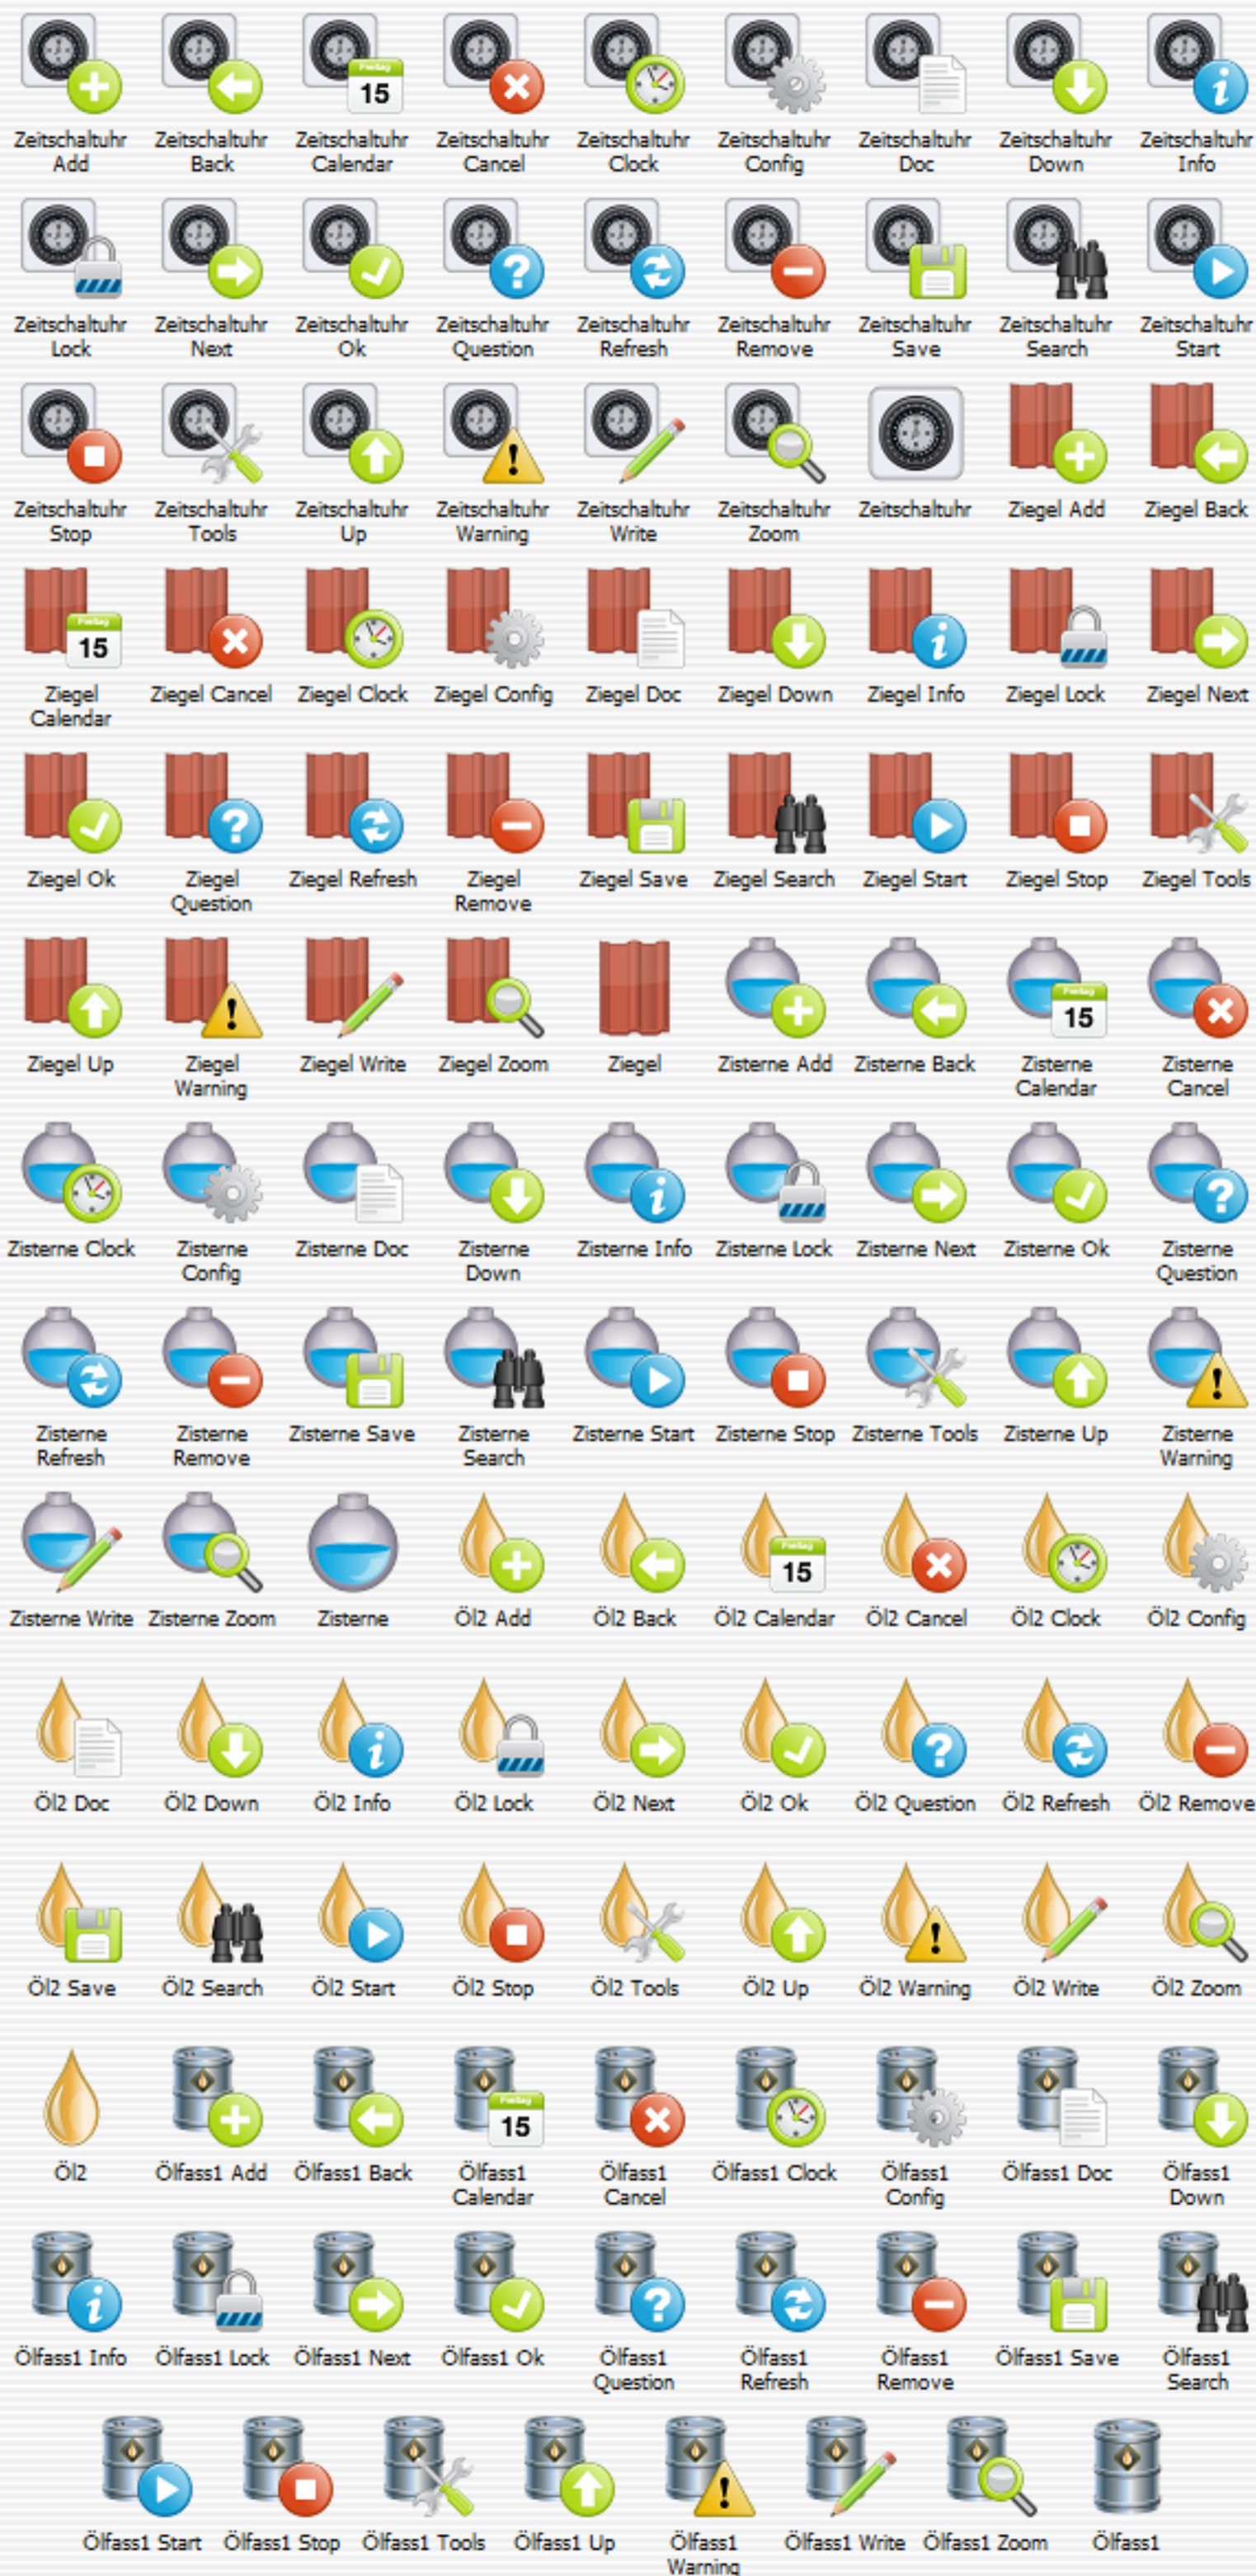 Freitag
15
Zeitschaltuhr Zeitschaltuhr Zeitschaltuhr Zeitschaltuhr Zeitschaltuhr Zeitschaltuhr Zeitschaltuhr Zeitschaltuhr Zeitschaltuhr
Add Back Calendar Cancel Clock Config Doc Down Info
Zeitschaltuhr Zeitschaltuhr Zeitschaltuhr Zeitschaltuhr Zeitschaltuhr Zeitschaltuhr Zeitschaltuhr Zeitschaltuhr Zeitschaltuhr
Lock Next Ok Question Refresh Remove Save Search Start
Zeitschaltuhr Zeitschaltuhr Zeitschaltuhr Zeitschaltuhr Zeitschaltuhr Zeitschaltuhr Zeitschaltuhr Ziegel Add Ziegel Back
Stop Tools Up Warning Write Zoom
Freitag
15
Ziegel Ziegel Cancel Ziegel Clock Ziegel Config Ziegel Doc Ziegel Down Ziegel Info Ziegel Lock Ziegel Next
Calendar
Ziegel Ok Ziegel Ziegel Refresh Ziegel Ziegel Save Ziegel Search Ziegel Start Ziegel Stop Ziegel Tools
Question Remove
Freitag
15
Ziegel Up Ziegel Ziegel Write Ziegel Zoom Ziegel Zisterne Add Zisterne Back Zisterne Zisterne
Warning Calendar Cancel
Zisterne Clock Zisterne Zisterne Doc Zisterne Zisterne Info Zisterne Lock Zisterne Next Zisterne Ok Zisterne
Config Down Question
Zisterne Zisterne Zisterne Save Zisterne Zisterne Start Zisterne Stop Zisterne Tools Zisterne Up Zisterne
Refresh Remove Search Warning
Freitag
15
Zisterne Write Zisterne Zoom Zisterne Öl2 Add Öl2 Back Öl2 Calendar Öl2 Cancel Öl2 Clock Öl2 Config
Öl2 Doc Öl2 Down Öl2 Info Öl2 Lock Öl2 Next Öl2 Ok Öl2 Question Öl2 Refresh Öl2 Remove
Öl2 Save Öl2 Search Öl2 Start Öl2 Stop Öl2 Tools Öl2 Up Öl2 Warning Öl2 Write Öl2 Zoom
Freitag
15
Öl2 Ölfass1 Add Ölfass1 Back Ölfass1 Ölfass1 Ölfass1 Clock Ölfass1 Ölfass1 Doc Ölfass1
Calendar Cancel Config Down
Ölfass1 Info Ölfass1 Lock Ölfass1 Next Ölfass1 Ok Ölfass1 Ölfass1 Ölfass1 Ölfass1 Save Ölfass1
Question Refresh Remove Search
Ölfass1 Start Ölfass1 Stop Ölfass1 Tools Ölfass1 Up Ölfass1 Ölfass1 Write Ölfass1 Zoom Ölfass1
Warning